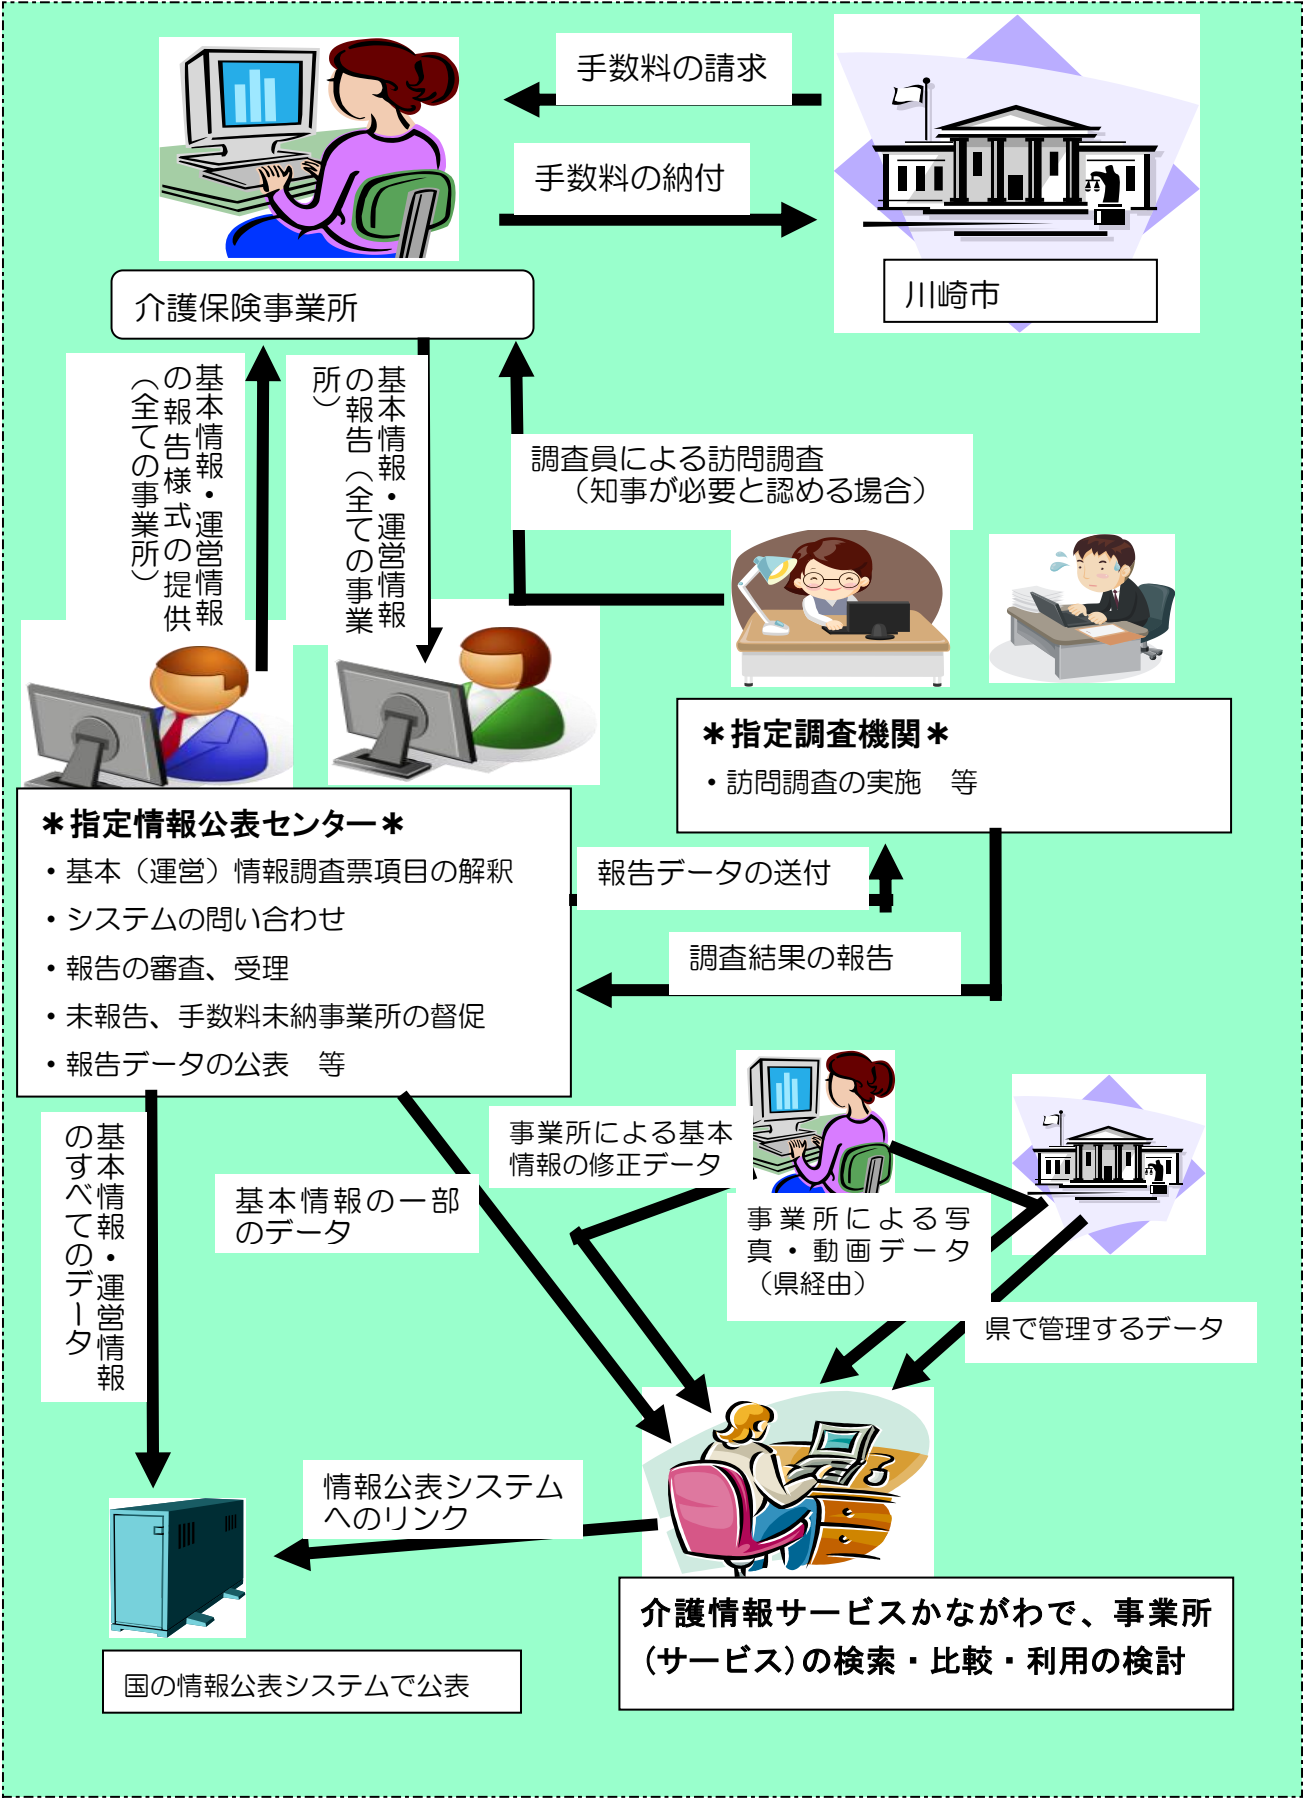 手数料の請求
手数料の納付
川崎市
介護保険事業所
基本情報・運営情報
の報告様式の提供
（全ての事業所）
基本情報・運営情報
の報告（全ての事業
所）
調査員による訪問調査
（知事が必要と認める場合）
＊指定調査機関＊
・訪問調査の実施　等
＊指定情報公表センター＊
・基本（運営）情報調査票項目の解釈
・システムの問い合わせ
・報告の審査、受理
・未報告、手数料未納事業所の督促
・報告データの公表　等
報告データの送付
調査結果の報告
基本情報・運営情報
のすべてのデータ
基本情報の一部
のデータ
事業所による基本
情報の修正データ
事業所による写
真・動画データ
（県経由）
県で管理するデータ
情報公表システム
へのリンク
国の情報公表システムで公表
介護情報サービスかながわで、事業所
（サービス）の検索・比較・利用の検討